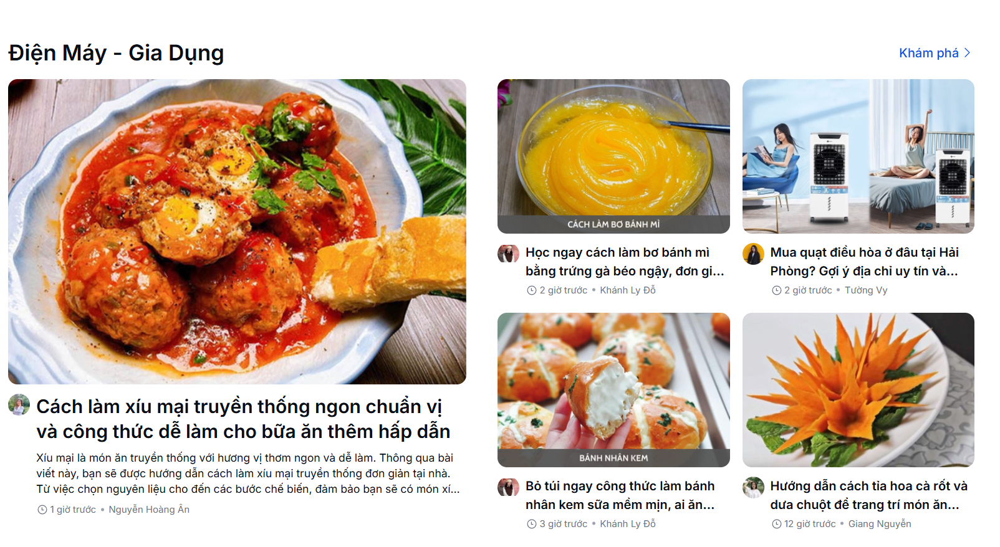 Điện Máy - Gia Dụng
Khám phá
Cách làm xíu mại truyền thống ngon chuẩn vị
và công thức dễ làm cho bữa ăn thêm hấp dẫn
Xíu mại là món ăn truyền thống với hương vị thơm ngon và dễ làm. Thông qua bài
viết này, bạn sẽ được hướng dẫn cách làm xíu mại truyền thống đơn giản tại nhà.
Từ việc chọn nguyên liệu cho đến các bước chế biến, đảm bảo bạn sẽ có món xí...
1 giờ trước • Nguyễn Hoàng Ân
CÁCH LÀM BƠ BÁNH MÌ
Học ngay cách làm bơ bánh mì
bằng trứng gà béo ngậy, đơn gi...
2 giờ trước • Khánh Ly Đỗ
Mua quạt điều hòa ở đâu tại Hải
Phòng? Gợi ý địa chỉ uy tín và...
2 giờ trước • Tường Vy
BÁNH NHÂN KEM
Bỏ túi ngay công thức làm bánh
nhân kem sữa mềm mịn, ai ăn...
3 giờ trước • Khánh Ly Đỗ
Hướng dẫn cách tỉa hoa cà rốt và
dưa chuột để trang trí món ăn...
12 giờ trước • Giang Nguyễn